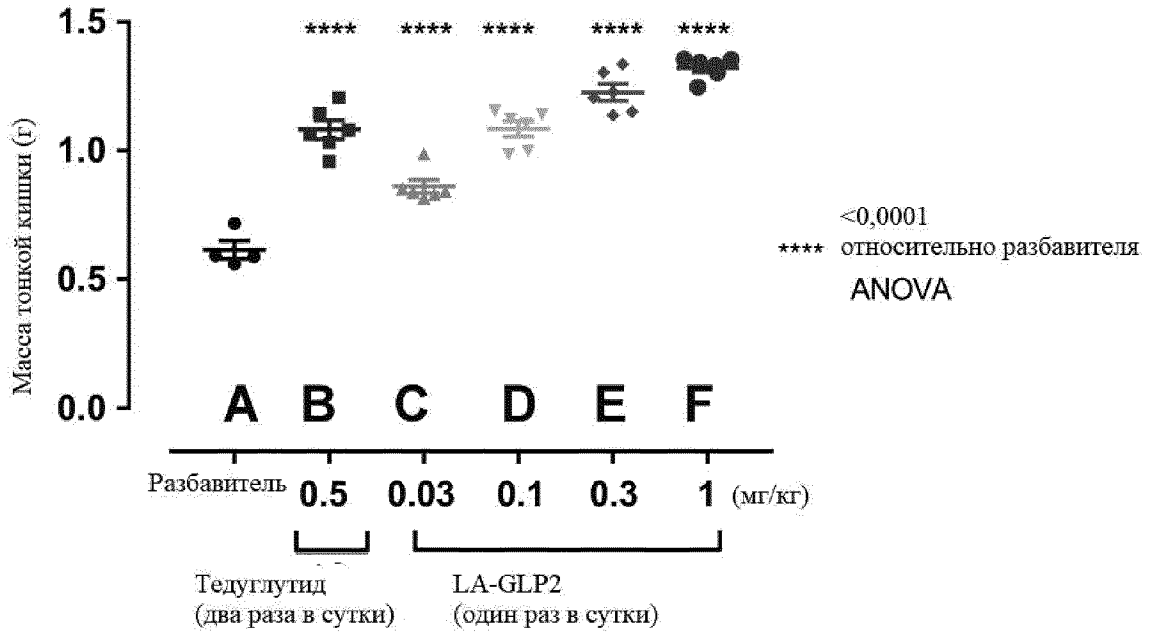 1.5
1.0
0.5
0.0
Масса тонкой кишки (г)
**** **** **** **** ****
<0,0001
**** относительно разбавителя
ANOVA
A B C D E F
Разбавитель 0.5 0.03 0.1 0.3 1 (мг/кг)
Тедуглутид LA-GLP2
(два раза в сутки) (один раз в сутки)